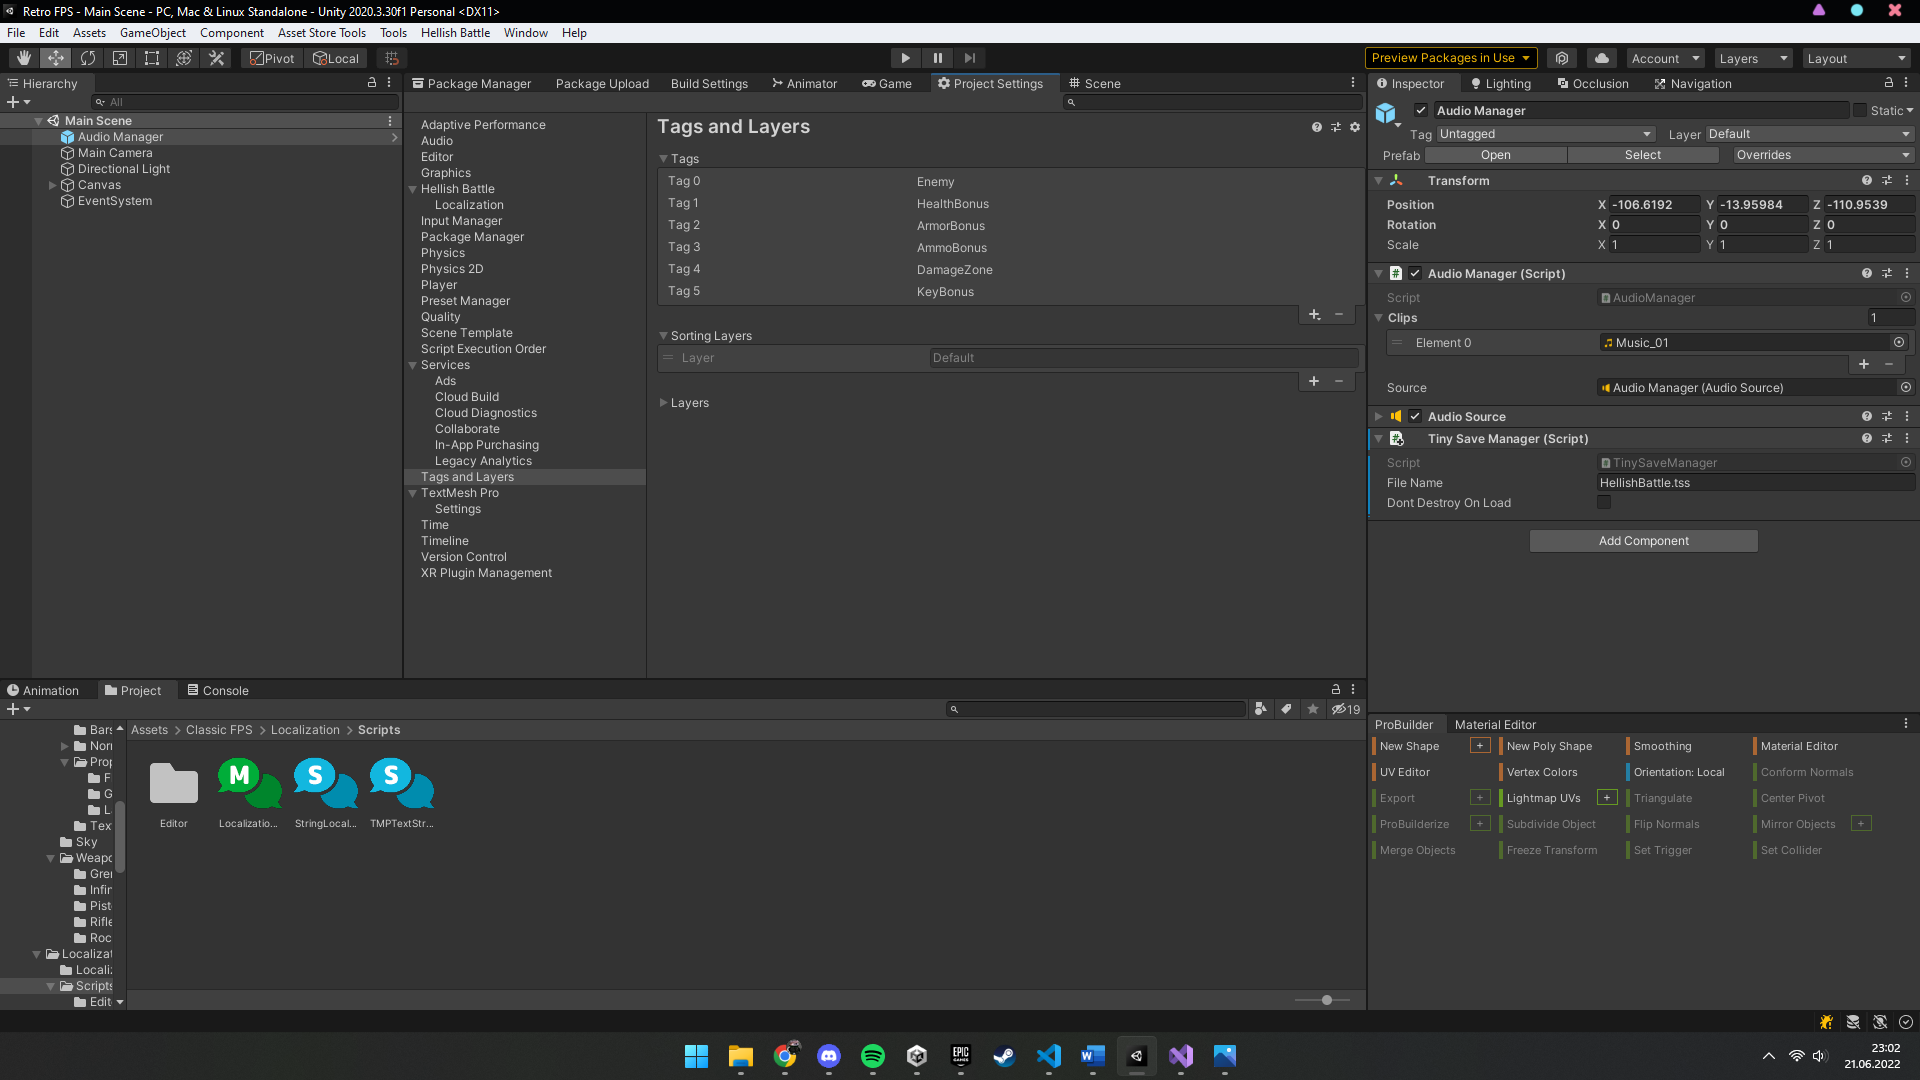 Retro FPS - Main Scene - PC, Mac & Linux Standalone - Unity 2020.3.30f1 Personal <DX11>
File Edit Assets GameObject Component Asset Store Tools Tools Hellish Battle Window Help
Pivot Local
Preview Packages in Use Account Layers Layout
Hierarchy
All
Main Scene
Audio Manager
Main Camera
Directional Light
Canvas
EventSystem
Package Manager Package Upload Build Settings Animator Game Project Settings Scene
Adaptive Performance
Audio
Editor
Graphics
Hellish Battle
Localization
Input Manager
Package Manager
Physics
Physics 2D
Player
Preset Manager
Quality
Scene Template
Script Execution Order
Services
Ads
Cloud Build
Cloud Diagnostics
Collaborate
In-App Purchasing
Legacy Analytics
Tags and Layers
TextMesh Pro
Settings
Time
Timeline
Version Control
XR Plugin Management
Tags and Layers
Tags
Tag 0 Enemy
Tag 1 HealthBonus
Tag 2 ArmorBonus
Tag 3 AmmoBonus
Tag 4 DamageZone
Tag 5 KeyBonus
Sorting Layers
Layer Default
Layers
Inspector Lighting Occlusion Navigation
Audio Manager Static
Tag Untagged Layer Default
Prefab Open Select Overrides
Transform
Position X -106.6192 Y -13.95984 Z -110.9539
Rotation X 0 Y 0 Z 0
Scale X 1 Y 1 Z 1
Audio Manager (Script)
Script AudioManager
Clips 1
Element 0 Music_01
Source Audio Manager (Audio Source)
Audio Source
Tiny Save Manager (Script)
Script TinySaveManager
File Name HellishBattle.tss
Dont Destroy On Load
Add Component
Animation Project Console
19
Bars
Nori
Prop
F
G
L
Tex
Sky
Weapo
Gre
Infin
Pist
Rifle
Roc
Localizat
Localiz
Scripts
Edit
Assets > Classic FPS > Localization > Scripts
M S S
Editor Localizatio... StringLocal... TMPTextStr...
ProBuilder Material Editor
New Shape + New Poly Shape Smoothing Material Editor
UV Editor Vertex Colors Orientation: Local Conform Normals
Export + Lightmap UVs + Triangulate Center Pivot
ProBuilderize + Subdivide Object Flip Normals Mirror Objects +
Merge Objects Freeze Transform Set Trigger Set Collider
EPIC GAMES
23:02
21.06.2022